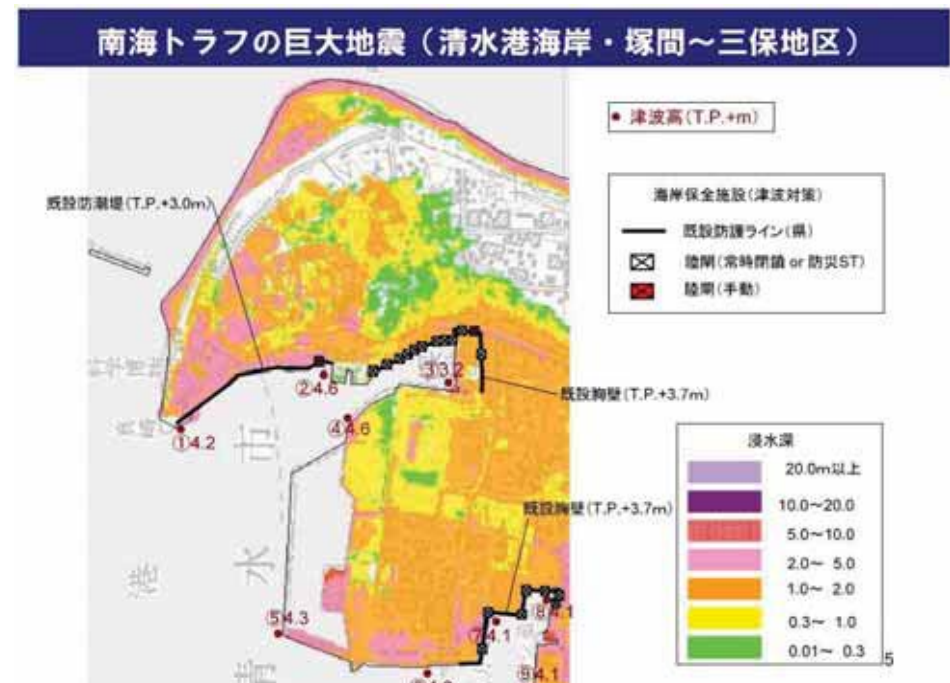 南海トラフの巨大地震（清水港海岸・塚間～三保地区）
● 津波高（T.P.+m）
海岸保全施設（津波対策）
既設防護ライン（県）
陸閘（常時閉鎖 or 防災ST）
陸閘（手動）
既設防潮堤（T.P.+3.0m）
②4.6
③3.2
既設胸壁（T.P.+3.7m）
①4.2
④4.6
市
水
港
清
既設胸壁（T.P.+3.7m）
⑤4.3
⑦4.1
⑧4.1
⑨4.1
浸水深
20.0m以上
10.0～20.0
5.0～10.0
2.0～ 5.0
1.0～ 2.0
0.3～ 1.0
0.01～ 0.3
5